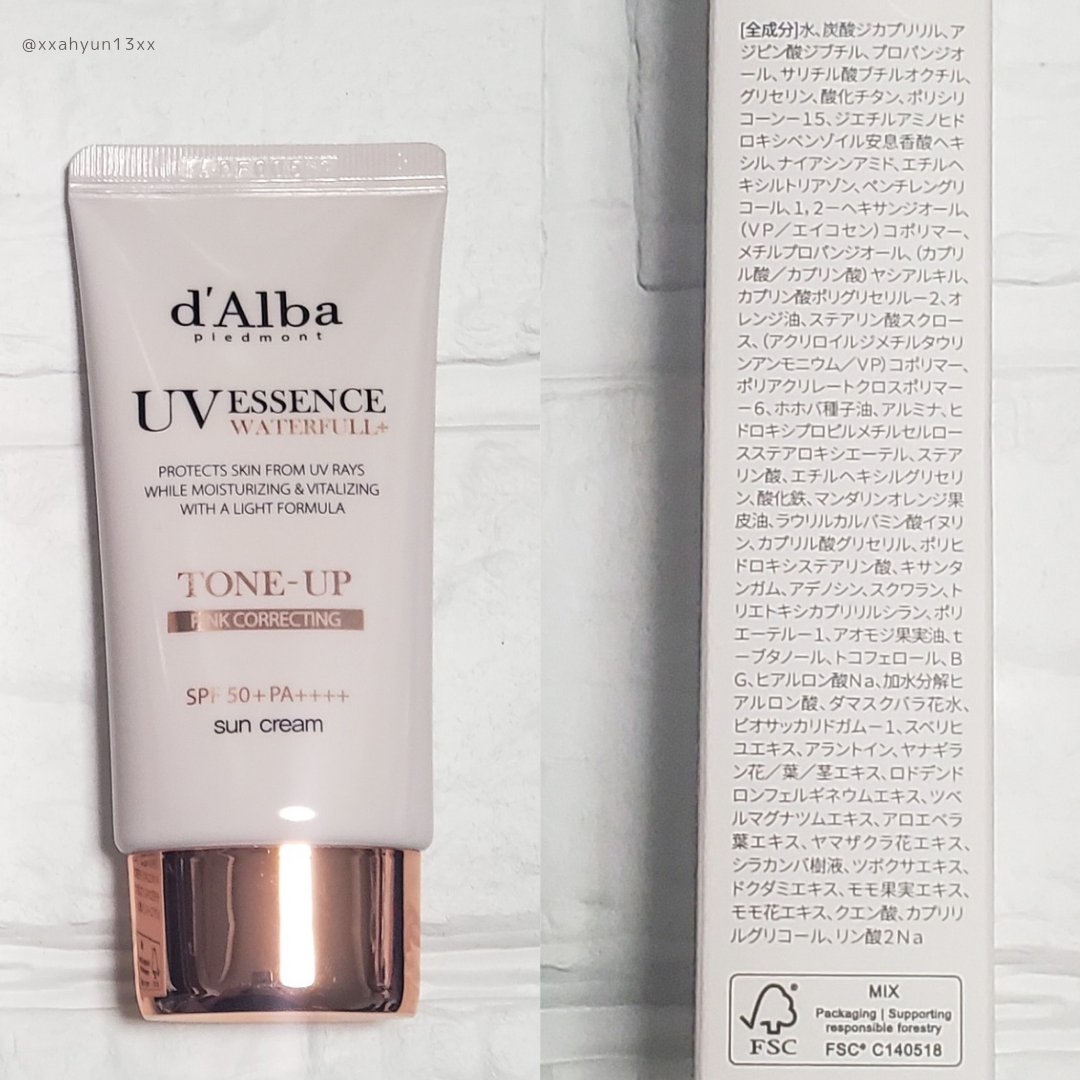 @xxahyun13xx
d'Alba
piedmont
UV ESSENCE
WATERFULL+
PROTECTS SKIN FROM UV RAYS
WHILE MOISTURIZING & VITALIZING
WITH A LIGHT FORMULA
TONE-UP
PINK CORRECTING
SPF 50+PA++++
sun cream
[全成分]水、炭酸ジカプリリル、ア
ジピン酸ジブチル、プロパンジオ
ール、サリチル酸ブチルオクチル、
グリセリン、酸化チタン、ポリシリ
コーン－15、ジエチルアミノヒド
ロキシベンゾイル安息香酸ヘキ
シル、ナイアシンアミド、エチルヘ
キシルトリアゾン、ペンチレングリ
コール、1,2－ヘキサンジオール、
（VP／エイコセン）コポリマー、
メチルプロパンジオール、（カプリ
ル酸／カプリン酸）ヤシアルキル、
カプリン酸ポリグリセリル－2、オ
レンジ油、ステアリン酸スクロー
ス、（アクリロイルジメチルタウリ
ンアンモニウム／VP）コポリマー、
ポリアクリレートクロスポリマー
－6、ホホバ種子油、アルミナ、ヒ
ドロキシプロピルメチルセルロー
スステアロキシエーテル、ステア
リン酸、エチルヘキシルグリセリ
ン、酸化鉄、マンダリンオレンジ果
皮油、ラウリルカルバミン酸イヌリ
ン、カプリル酸グリセリル、ポリヒ
ドロキシステアリン酸、キサンタ
ンガム、アデノシン、スクワラン、ト
リエトキシカプリリルシラン、ポリ
エーテル－1、アオモジ果実油、t
－ブタノール、トコフェロール、B
G、ヒアルロン酸Na、加水分解ヒ
アルロン酸、ダマスクバラ花水、
ビオサッカリドガム－1、スベリヒ
ユエキス、アラントイン、ヤナギラ
ン花／葉／茎エキス、ロドデンド
ロンフェルギネウムエキス、ツベ
ルマグナツムエキス、アロエベラ
葉エキス、ヤマザクラ花エキス、
シラカンバ樹液、ツボクサエキス、
ドクダミエキス、モモ果実エキス、
モモ花エキス、クエン酸、カプリリ
ルグリコール、リン酸2Na
FSC
MIX
Packaging | Supporting
responsible forestry
FSC® C140518